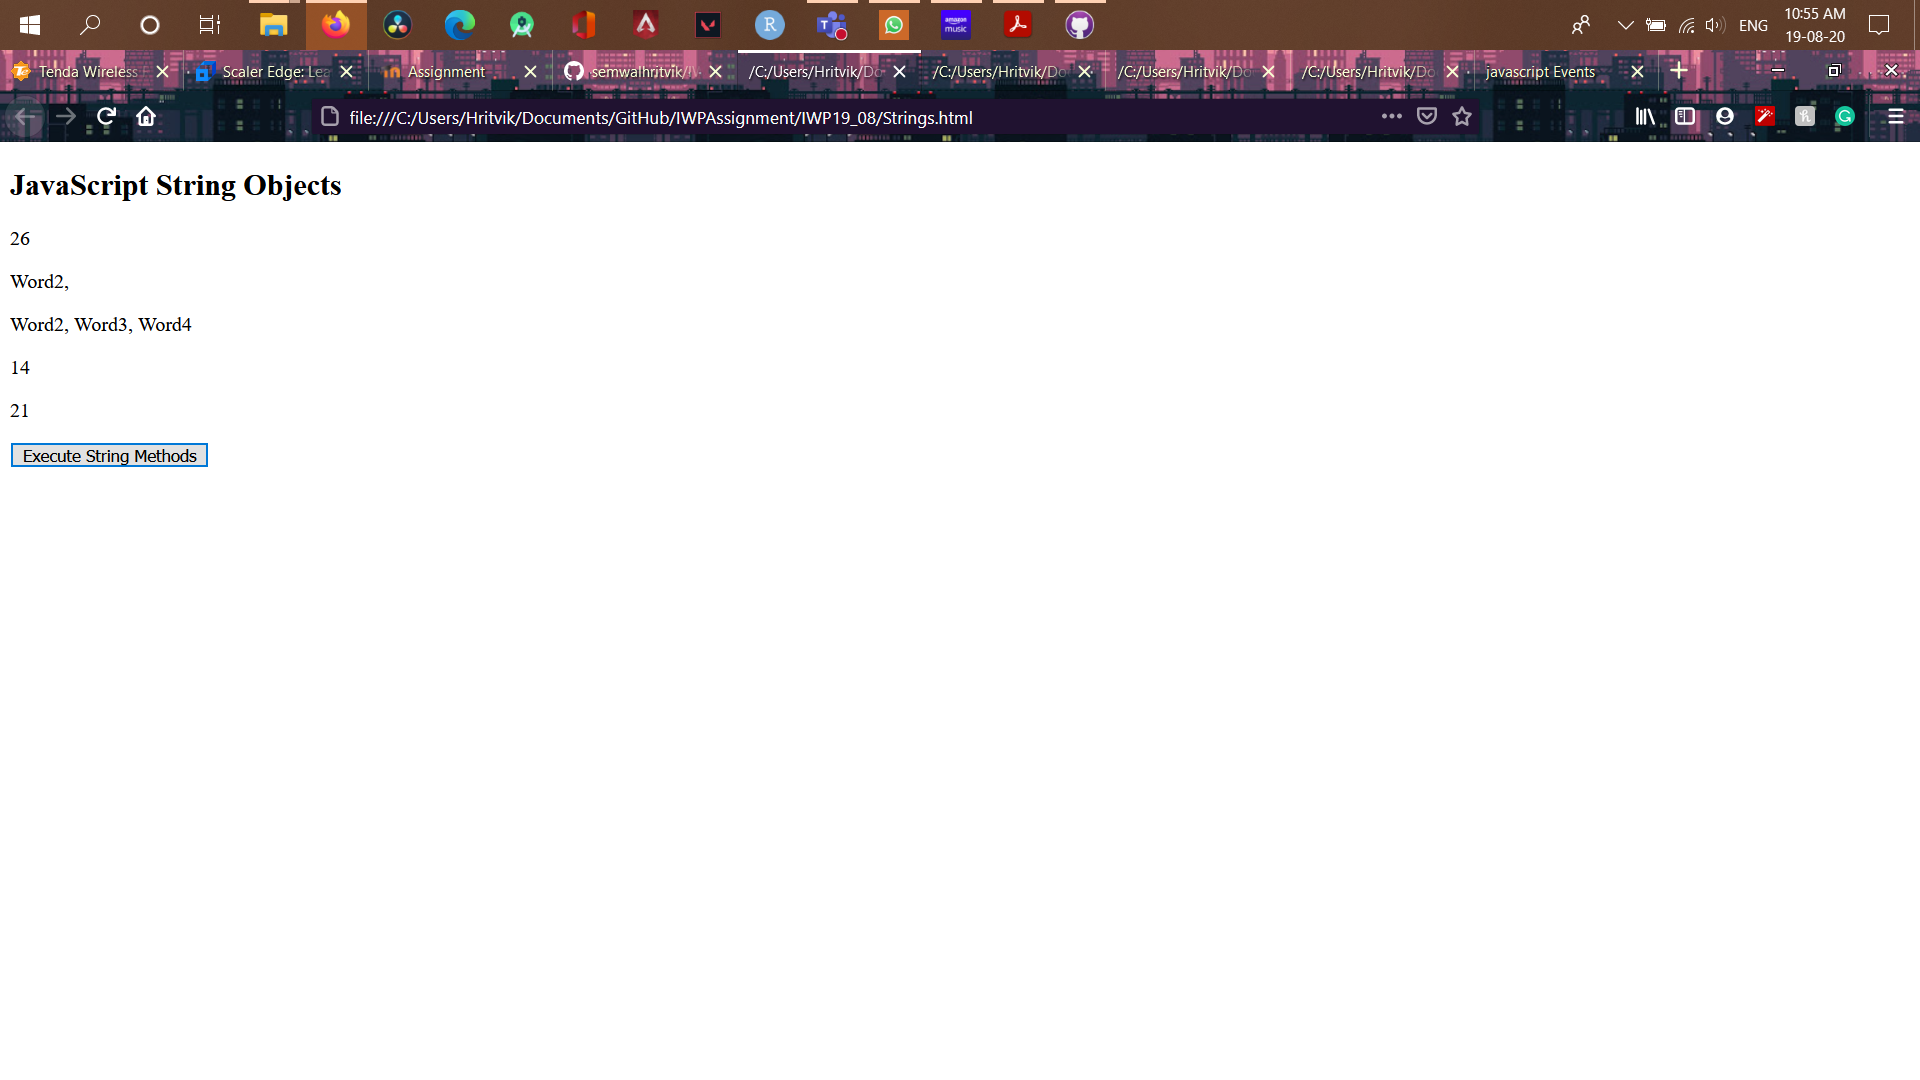 ENG
10:55 AM
19-08-20
Tenda Wireless
Scaler Edge: Lea
Assignment
semwalhritvik/
/C:/Users/Hritvik/Do
/C:/Users/Hritvik/Do
/C:/Users/Hritvik/Do
/C:/Users/Hritvik/Do
javascript Events
file:///C:/Users/Hritvik/Documents/GitHub/IWPAssignment/IWP19_08/Strings.html
JavaScript String Objects
26
Word2,
Word2, Word3, Word4
14
21
Execute String Methods